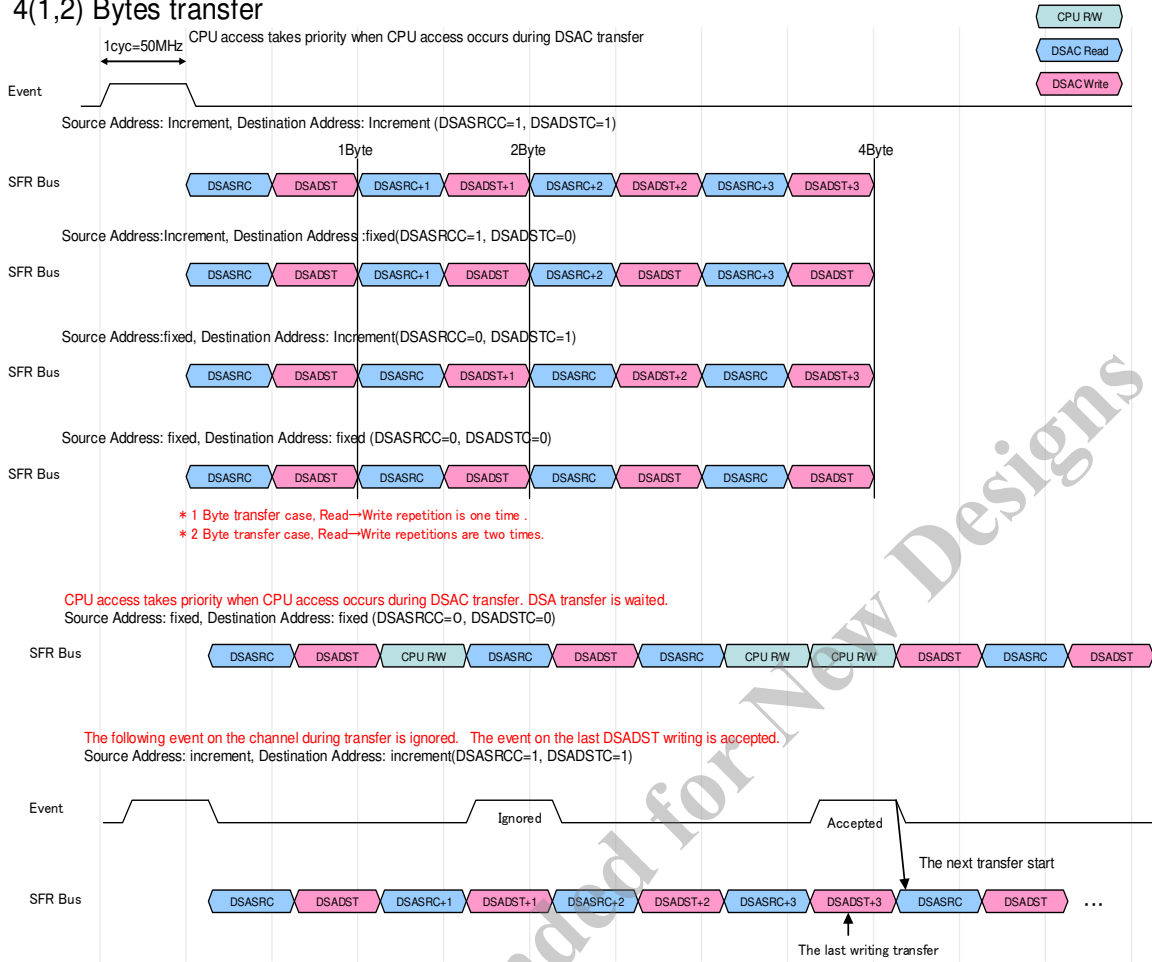 4(1,2) Bytes transfer
CPU R/W
DSAC Read
DSAC Write
CPU access takes priority when CPU access occurs during DSAC transfer
1cyc=50MHz
Event
Source Address: Increment, Destination Address: Increment (DSASRCC=1, DSADSTC=1)
1Byte 2Byte 4Byte
SFR Bus DSASRC DSADST DSASRC+1 DSADST+1 DSASRC+2 DSADST+2 DSASRC+3 DSADST+3
Source Address:Increment, Destination Address :fixed(DSASRCC=1, DSADSTC=0)
SFR Bus DSASRC DSADST DSASRC+1 DSADST DSASRC+2 DSADST DSASRC+3 DSADST
Source Address:fixed, Destination Address: Increment(DSASRCC=0, DSADSTC=1)
SFR Bus DSASRC DSADST DSASRC DSADST+1 DSASRC DSADST+2 DSASRC DSADST+3
Source Address: fixed, Destination Address: fixed (DSASRCC=0, DSADSTC=0)
SFR Bus DSASRC DSADST DSASRC DSADST DSASRC DSADST DSASRC DSADST
* 1 Byte transfer case, Read→Write repetition is one time .
* 2 Byte transfer case, Read→Write repetitions are two times.
CPU access takes priority when CPU access occurs during DSAC transfer. DSA transfer is waited.
Source Address: fixed, Destination Address: fixed (DSASRCC=0, DSADSTC=0)
SFR Bus DSASRC DSADST CPU R/W DSASRC DSADST DSASRC CPU R/W CPU R/W DSADST DSASRC DSADST
The following event on the channel during transfer is ignored. The event on the last DSADST writing is accepted.
Source Address: increment, Destination Address: increment(DSASRCC=1, DSADSTC=1)
Event Ignored Accepted
The next transfer start
SFR Bus DSASRC DSADST DSASRC+1 DSADST+1 DSASRC+2 DSADST+2 DSASRC+3 DSADST+3 DSASRC DSADST ...
The last writing transfer
for New Designs